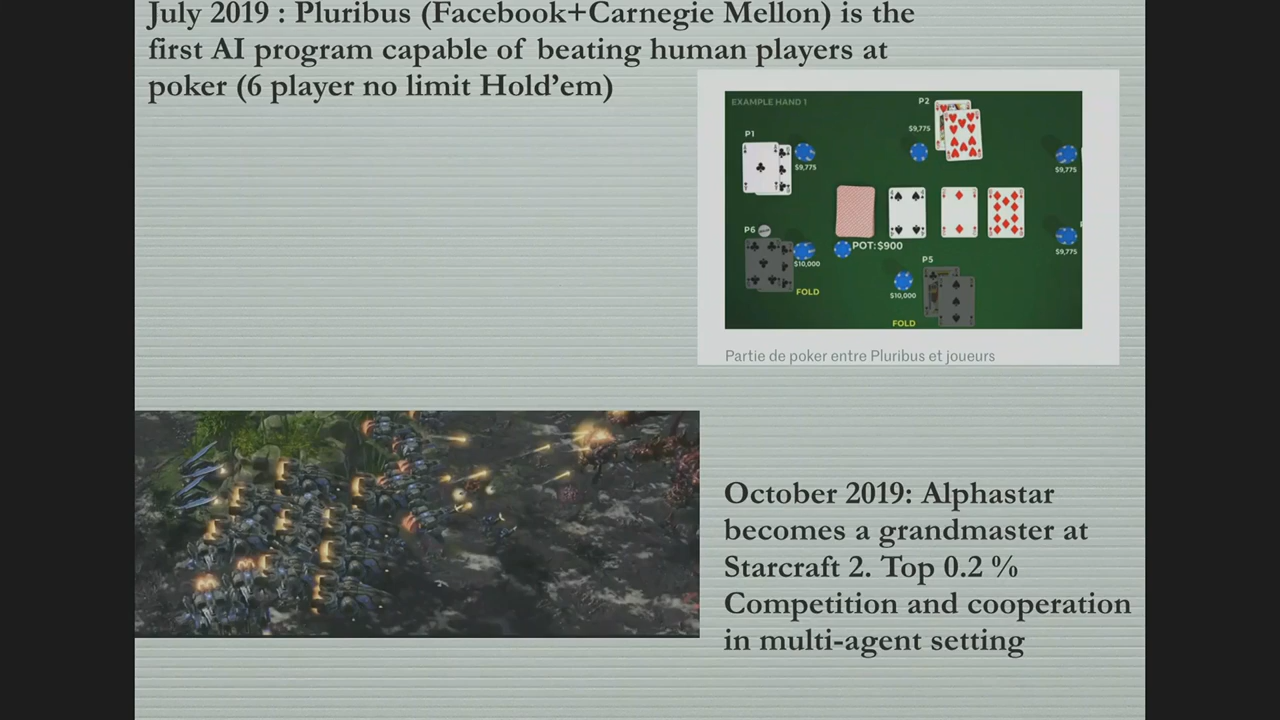 July 2019 : Pluribus (Facebook+Carnegie Mellon) is the
first AI program capable of beating human players at
poker (6 player no limit Hold’em)
EXAMPLE HAND 1
P2
$9,775
P1
$9,775
$9,775
P6
POT:$900
$9,775
$10,000
P5
FOLD
$10,000
FOLD
Partie de poker entre Pluribus et joueurs
October 2019: Alphastar
becomes a grandmaster at
Starcraft 2. Top 0.2 %
Competition and cooperation
in multi-agent setting